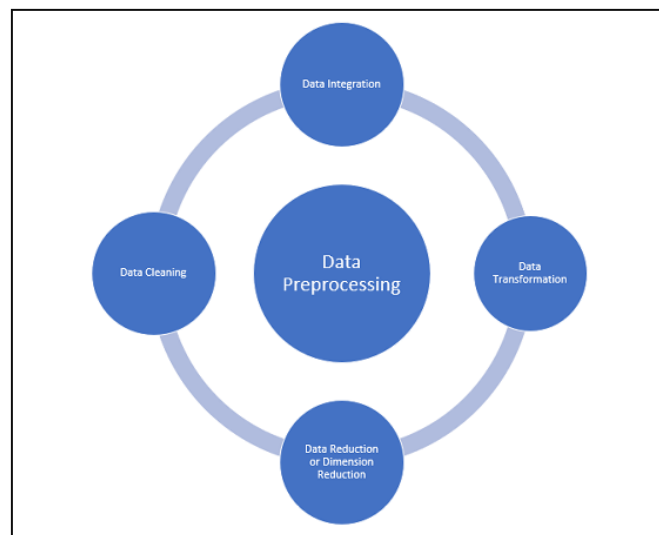 Data Integration
Data Cleaning
Data
Preprocessing
Data
Transformation
Data Reduction
or Dimension
Reduction